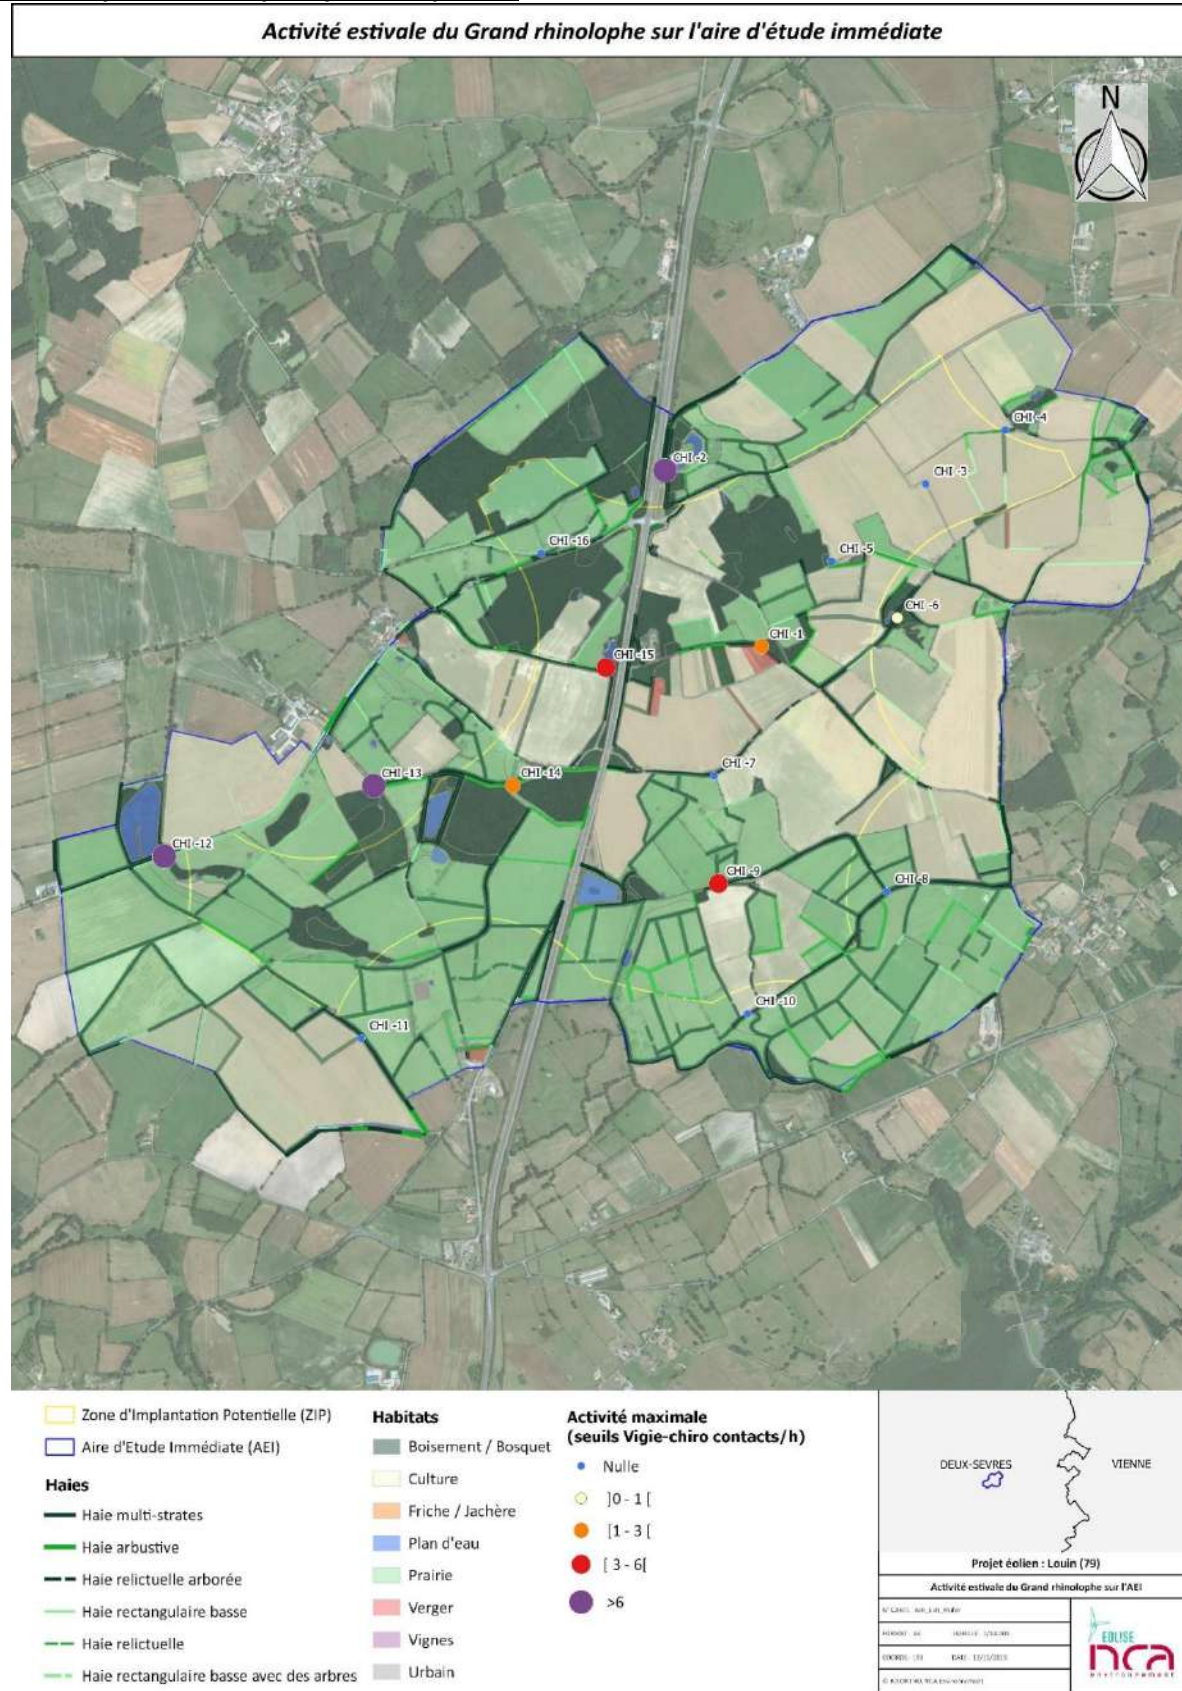 Activité estivale du Grand rhinolophe sur l'aire d'étude immédiate
N
CHI -4
CHI -2
CHI -3
CHI -16
CHI -5
CHI -6
CHI -1
CHI -15
CHI -7
CHI -13
CHI -14
CHI -12
CHI -9
CHI -8
CHI -10
CHI -11
Zone d'Implantation Potentielle (ZIP)
Aire d'Etude Immédiate (AEI)
Haies
Haie multi-strates
Haie arbustive
Haie relictuelle arborée
Haie rectangulaire basse
Haie relictuelle
Haie rectangulaire basse avec des arbres
Habitats
Boisement / Bosquet
Culture
Friche / Jachère
Plan d'eau
Prairie
Verger
Vignes
Urbain
Activité maximale
(seuils Vigie-chiro contacts/h)
Nulle
]0 - 1 [
[1 - 3 [
[ 3 - 6[
>6
DEUX-SEVRES
VIENNE
Projet éolien : Louin (79)
Activité estivale du Grand rhinolophe sur l'AEI
EOLISE
nca
environnement